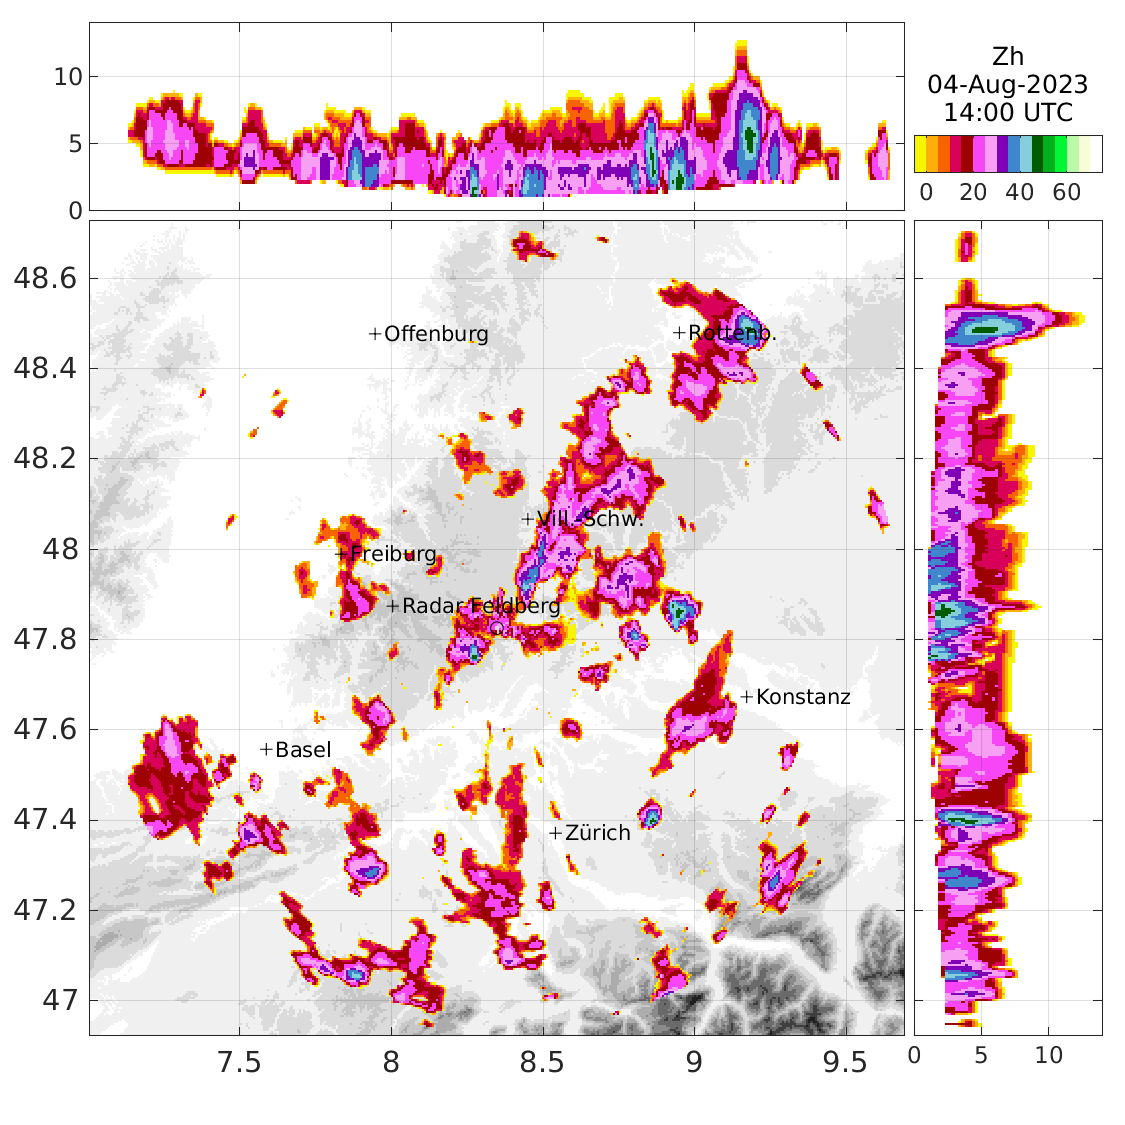 10
5
0
Zh
04-Aug-2023
14:00 UTC
0 20 40 60
48.6
48.4
48.2
48
47.8
47.6
47.4
47.2
47
+Offenburg
+Rottenb.
+Vill.-Schw.
+Freiburg
+Radar Feldberg
+Konstanz
+Basel
+Zürich
7.5 8 8.5 9 9.5
0 5 10